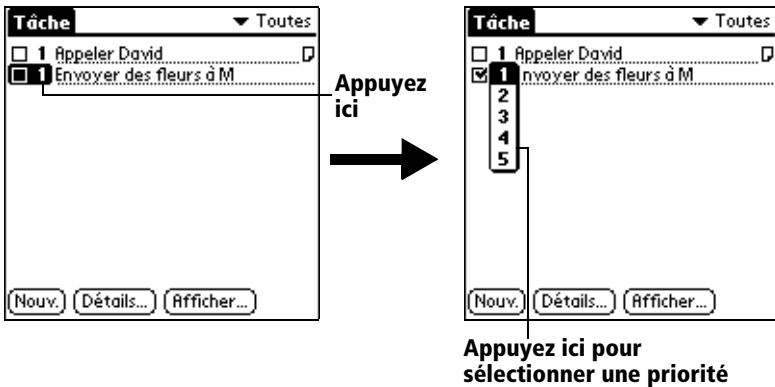 Tâche Toutes
1 Appeler David
1 Envoyer des fleurs à M
Nouv. Détails... Afficher...
Appuyez
ici
Tâche Toutes
1 Appeler David
1 nvoyer des fleurs à M
2
3
4
5
Nouv. Détails... Afficher...
Appuyez ici pour
sélectionner une priorité